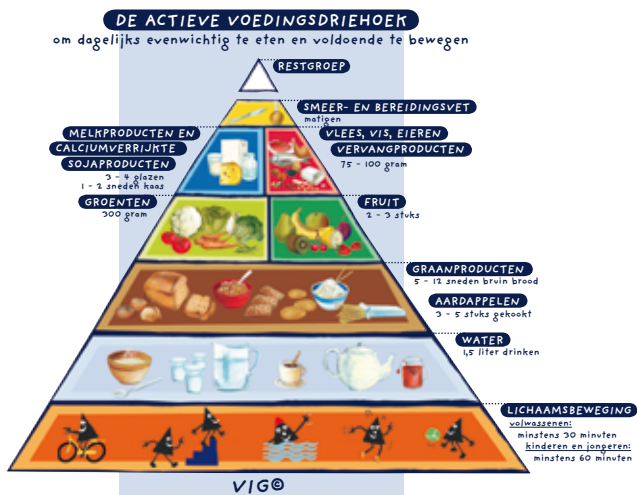 DE ACTIEVE VOEDINGSDRIEHOEK
om dagelijks evenwichtig te eten en voldoende te bewegen
RESTGROEP
SMEER- EN BEREIDINGSVET
matigen
MELKPRODUCTEN EN
CALCIUMVERRIJKTE
SOJAPRODUCTEN
3 - 4 glazen
1 - 2 sneden kaas
VLEES, VIS, EIEREN
VERVANGPRODUCTEN
75 - 100 gram
GROENTEN
300 gram
FRUIT
2 - 3 stuks
GRAANPRODUCTEN
5 - 12 sneden bruin brood
AARDAPPELEN
3 - 5 stuks gekookt
WATER
1,5 liter drinken
LICHAAMSBEWEGING
volwassenen:
minstens 30 minuten
kinderen en jongeren:
minstens 60 minuten
VIG©